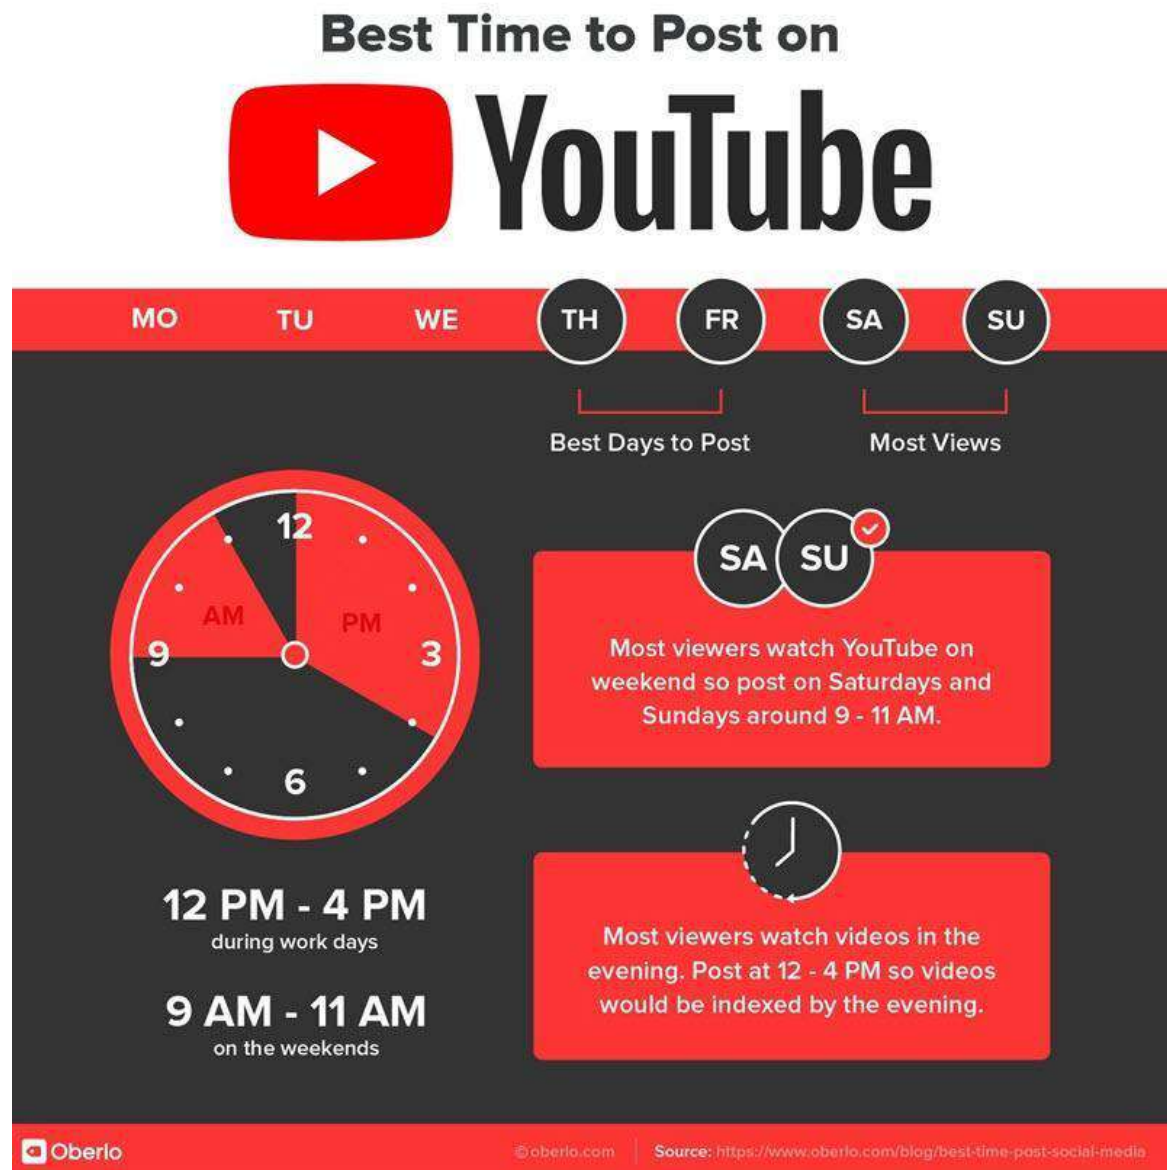 Best Time to Post on
YouTube
MO TU WE TH FR SA SU
Best Days to Post
Most Views
12
AM
PM
9
3
6
12 PM - 4 PM
during work days
9 AM - 11 AM
on the weekends
SA SU
Most viewers watch YouTube on
weekend so post on Saturdays and
Sundays around 9 - 11 AM.
Most viewers watch videos in the
evening. Post at 12 - 4 PM so videos
would be indexed by the evening.
Oberlo
©oberlo.com
Source: https://www.oberlo.com/blog/best-time-post-social-media